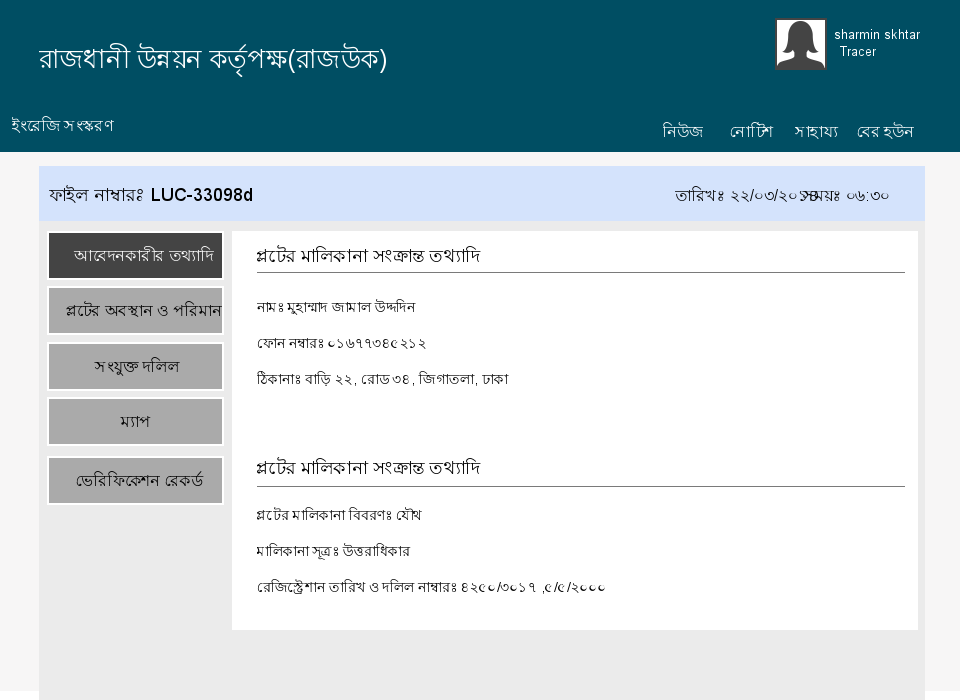 রাজধানী উন্নয়ন কর্তৃপক্ষ(রাজউক)
sharmin skhtar
Tracer
ইংরেজি সংস্করণ
নিউজ নোটিশ সাহায্য বের হউন
ফাইল নাম্বারঃ LUC-33098d
তারিখঃ ২২/০৩/২০১৪ সময়ঃ ০৬:৩০
আবেদনকারীর তথ্যাদি
প্লটের অবস্থান ও পরিমান
সংযুক্ত দলিল
ম্যাপ
ভেরিফিকেশন রেকর্ড
প্লটের মালিকানা সংক্রান্ত তথ্যাদি
নামঃ মুহাম্মাদ জামাল উদ্দদিন
ফোন নম্বারঃ ০১৬৭৭৩৪৫২১২
ঠিকানাঃ বাড়ি ২২, রোড ৩৪, জিগাতলা, ঢাকা
প্লটের মালিকানা সংক্রান্ত তথ্যাদি
প্লটের মালিকানা বিবরণঃ যৌথ
মালিকানা সূত্রঃ উত্তরাধিকার
রেজিস্ট্রেশান তারিখ ও দলিল নাম্বারঃ ৪২৫০/৩০১৭ ,৫/৫/২০০০